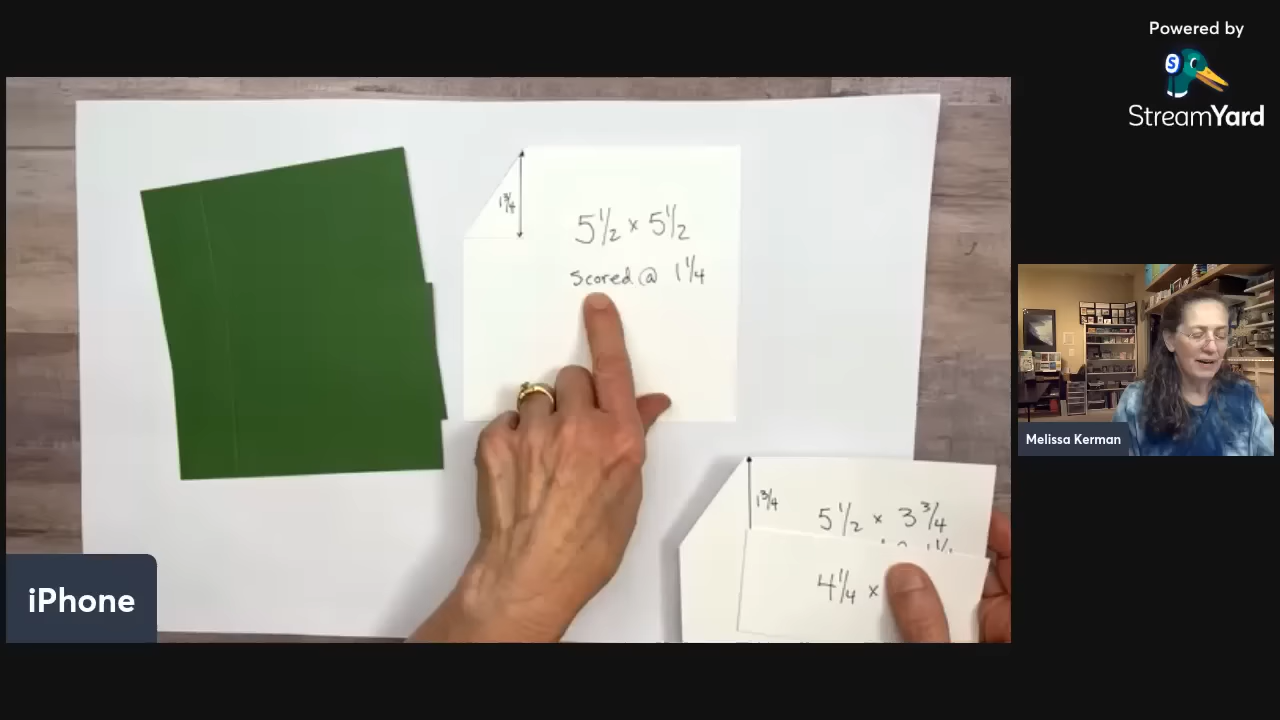 Powered by
StreamYard
1 3/4
5 1/2 x 5 1/2
Scored @ 1 1/4
Melissa Kerman
1 3/4
5 1/2 x 3 3/4
4 1/4 x
iPhone